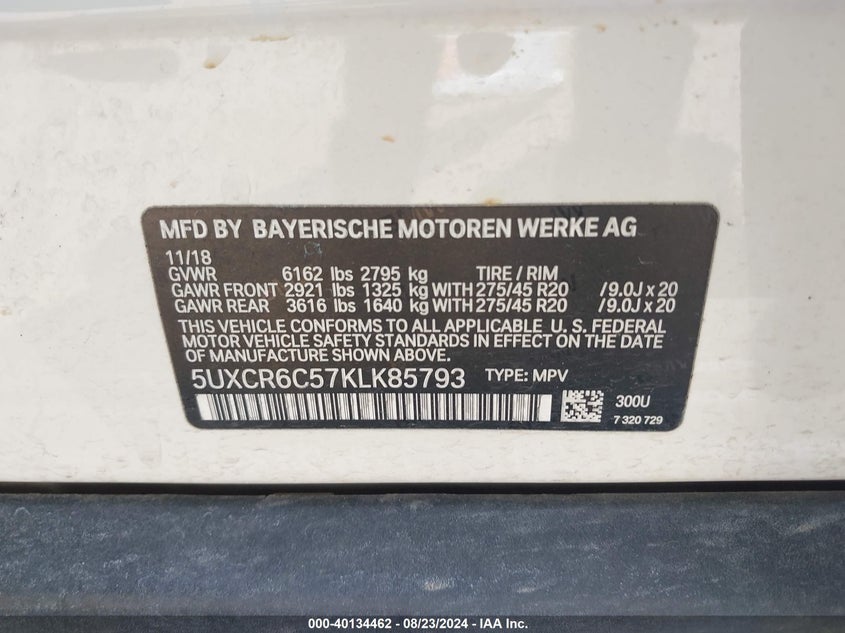 MFD BY BAYERISCHE MOTOREN WERKE AG
11/18
GVWR 6162 lbs 2795 kg TIRE / RIM
GAWR FRONT 2921 lbs 1325 kg WITH 275/45 R20 /9.0J x 20
GAWR REAR 3616 lbs 1640 kg WITH 275/45 R20 /9.0J x 20
THIS VEHICLE CONFORMS TO ALL APPLICABLE U. S. FEDERAL
MOTOR VEHICLE SAFETY STANDARDS IN EFFECT ON THE DATE
OF MANUFACTURE SHOWN ABOVE.
5UXCR6C57KLK85793 TYPE: MPV
300U
7 320 729
000-40134462 - 08/23/2024 - IAA Inc.